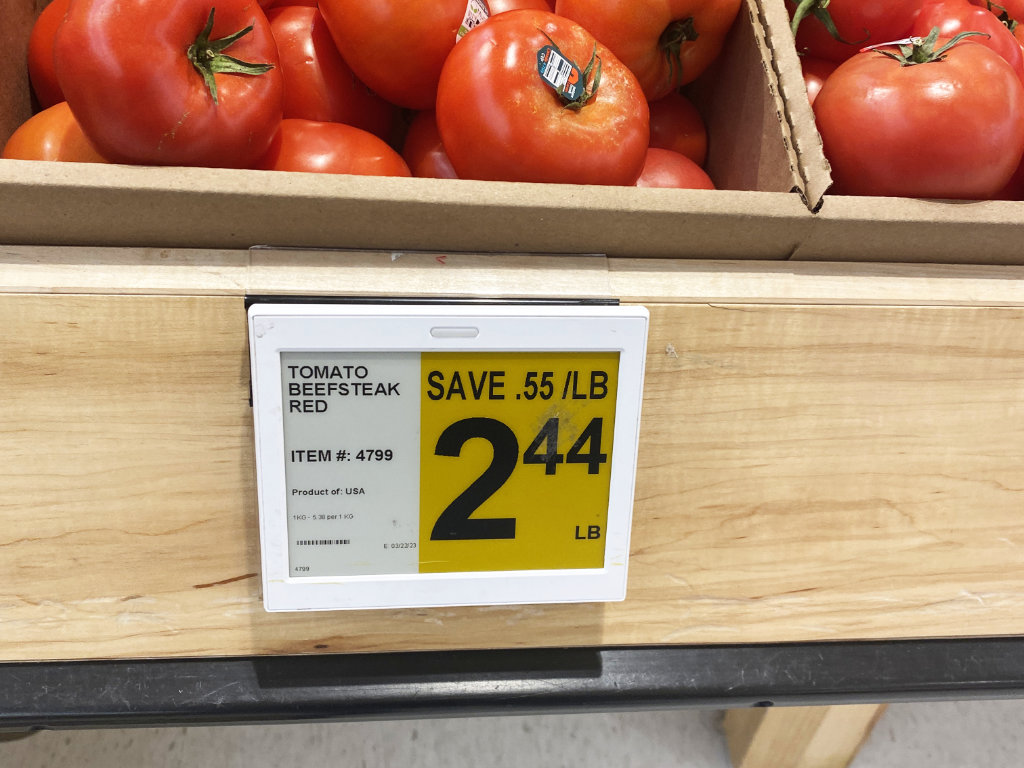 TOMATO
BEEFSTEAK
RED
ITEM #: 4799
Product of: USA
1KG - 5.38 per 1 KG
E: 03/22/23
4799
SAVE .55 /LB
2 44
LB